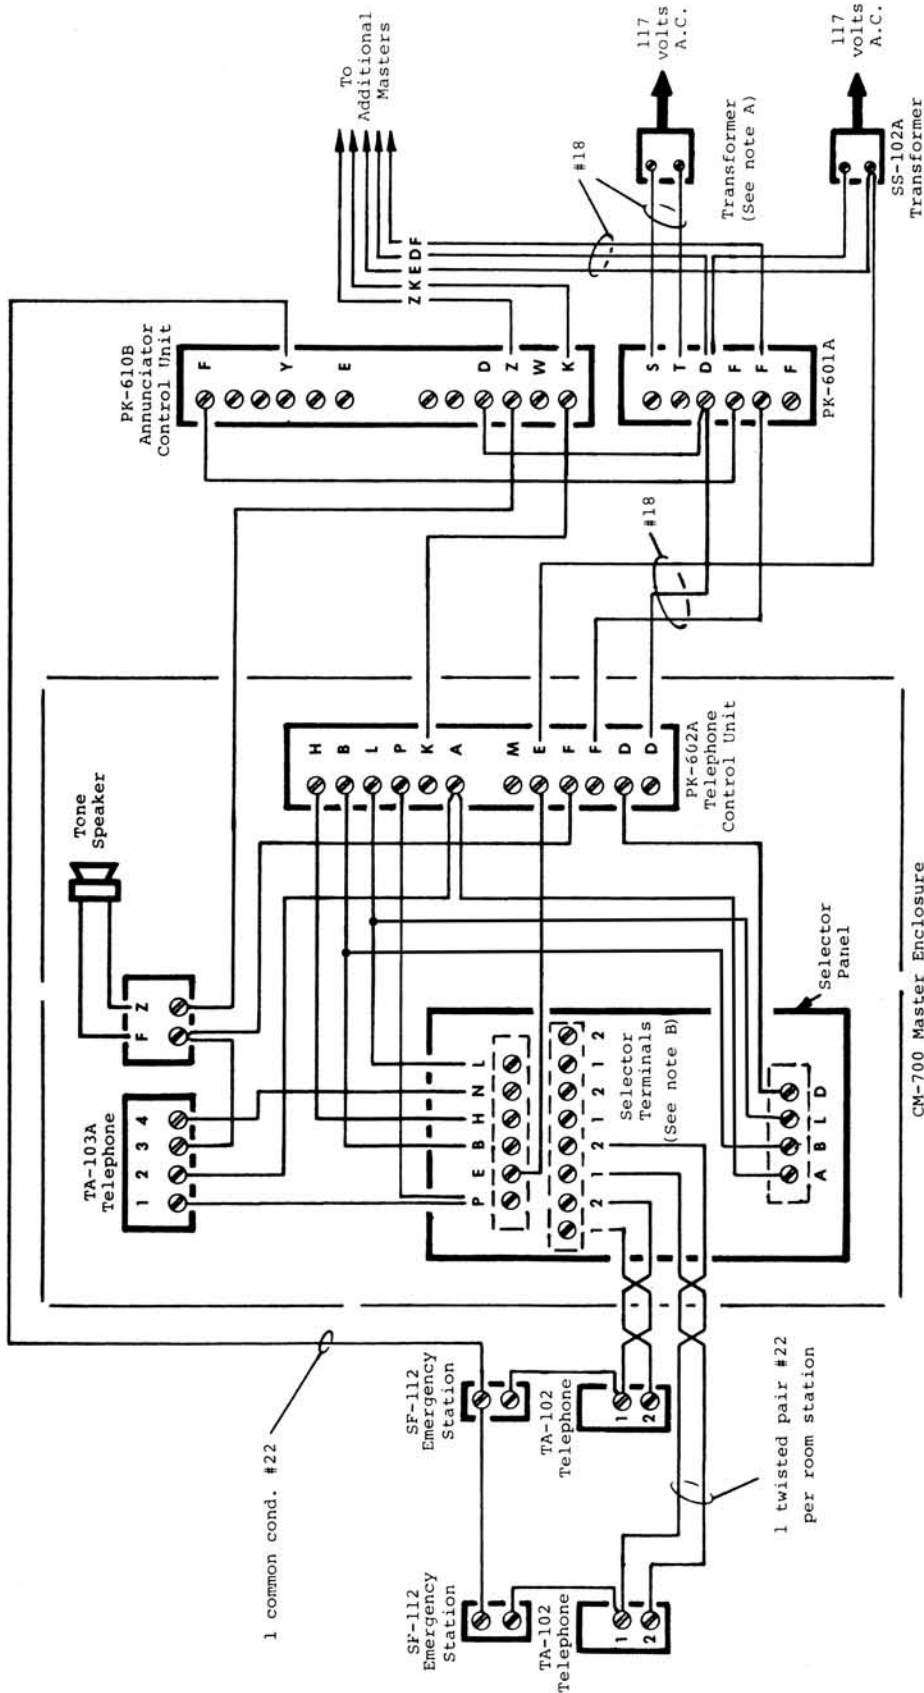 1 common cond. #22
SF-112
Emergency
Station
SF-112
Emergency
Station
TA-102
Telephone
1
2
TA-102
Telephone
1
2
1 twisted pair #22
per room station
TA-103A
Telephone
1 2 3 4
F Z
Tone
Speaker
P E B H N L
1 2 1 2 1 2 1 2
Selector
Terminals
(See note B)
A B L D
Selector
Panel
H
B
L
P
K
A
M
E
F
F
D
D
PK-602A
Telephone
Control Unit
CM-700 Master Enclosure
#18
PK-610B
Annunciator
Control Unit
F
Y
E
D
Z
W
K
S
T
D
F
F
F
PK-601A
Z K E D F
To
Additional
Masters
#18
Transformer
(See note A)
117
volts
A.C.
SS-102A
Transformer
117
volts
A.C.